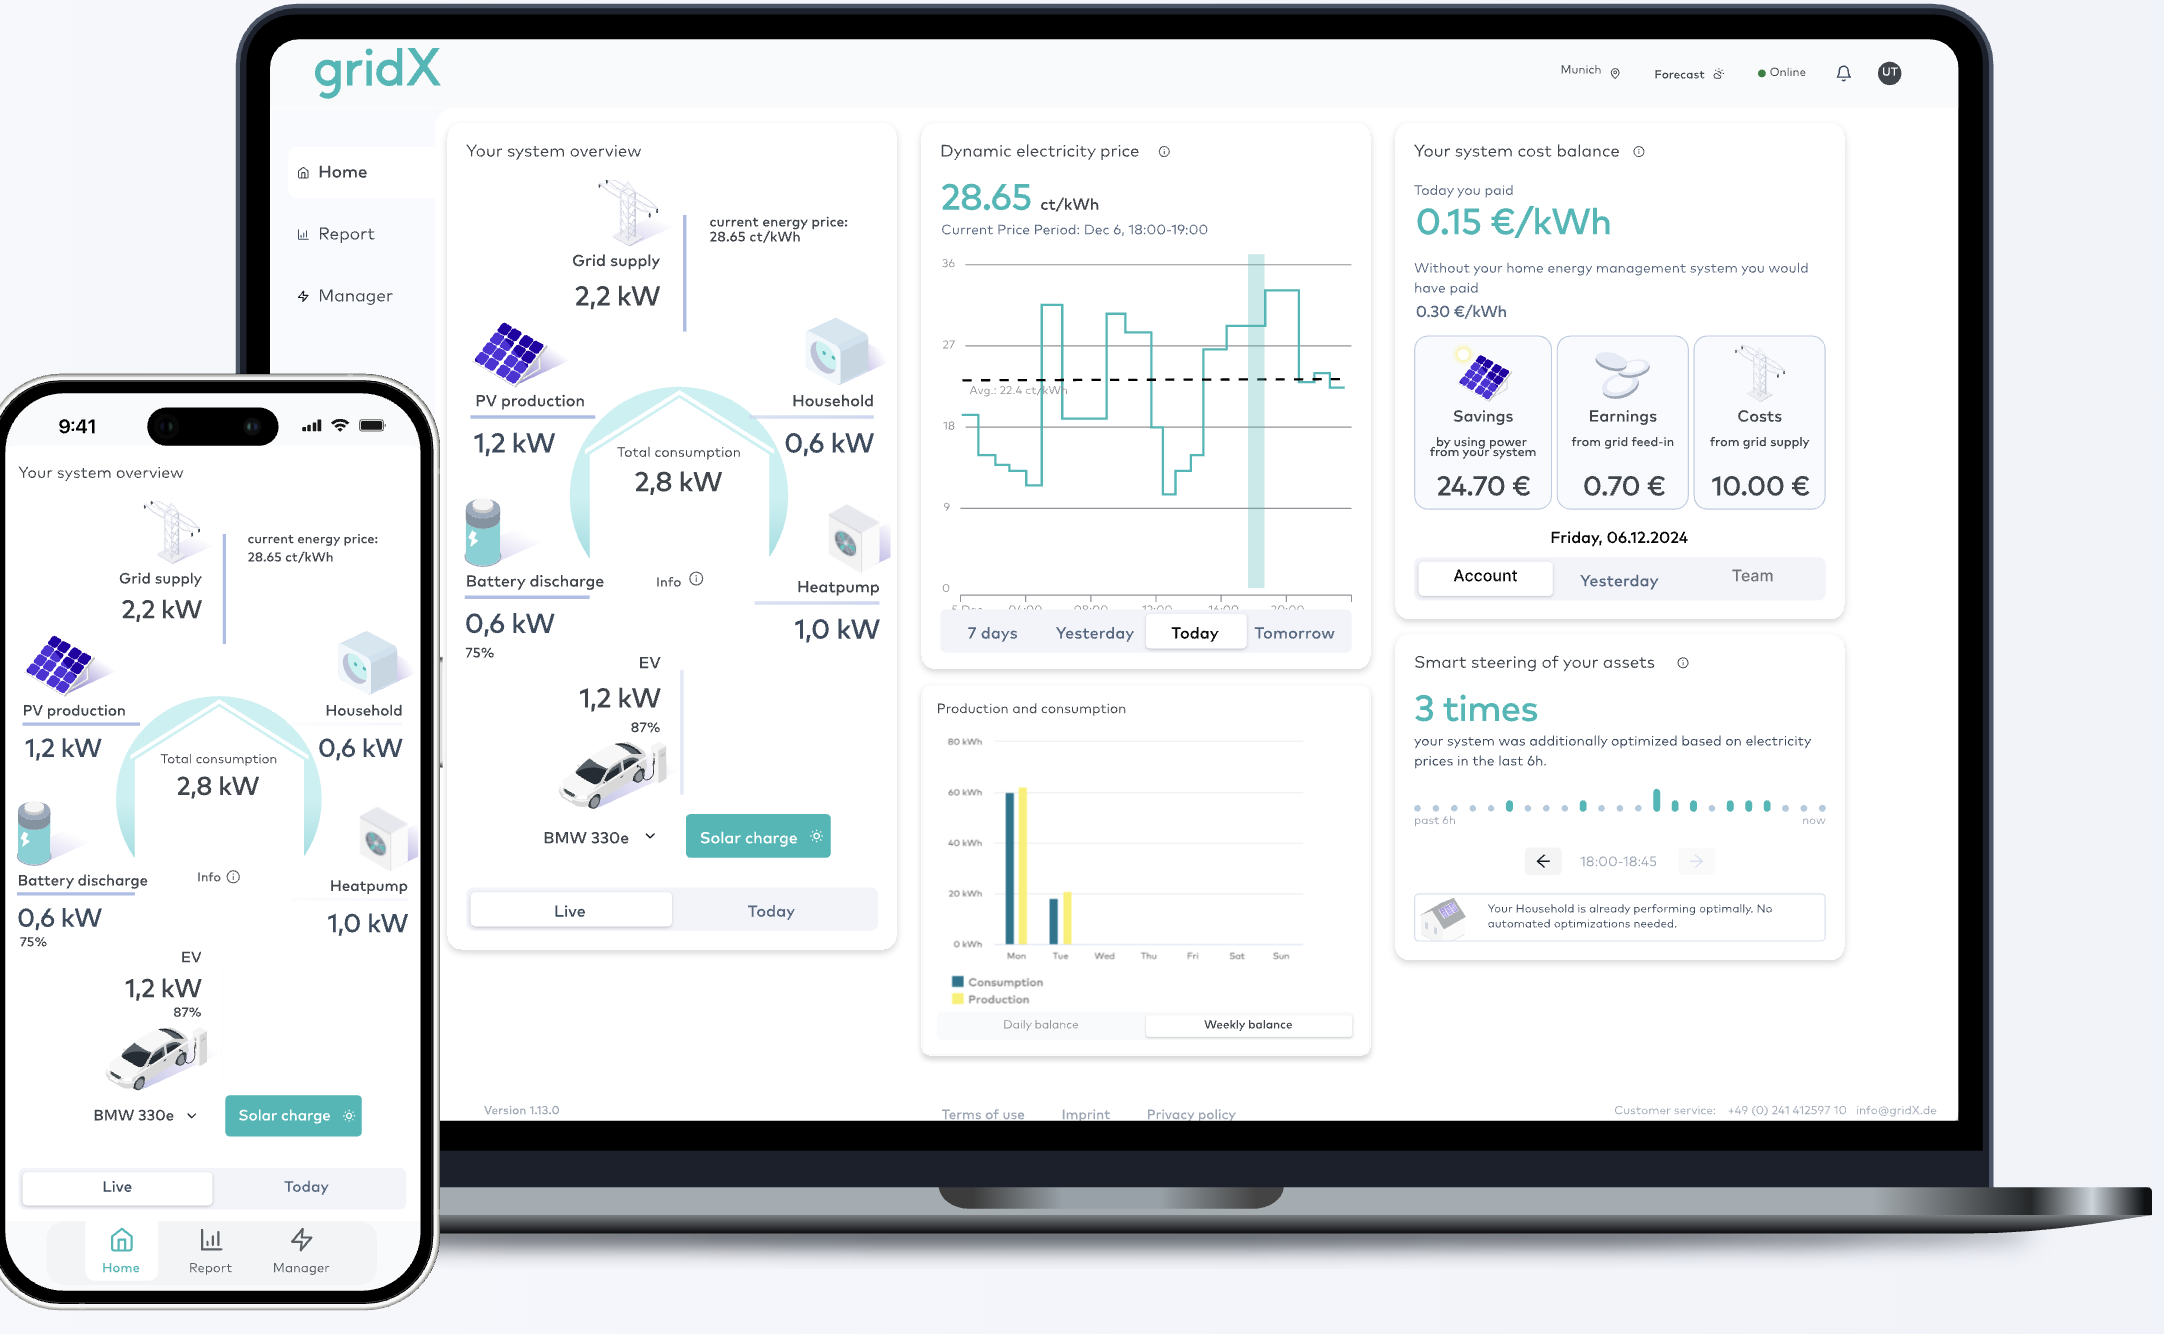 gridX
Munich
Forecast
Online
UT
Home
Report
Manager
Your system overview
current energy price:
28.65 ct/kWh
Grid supply
2,2 kW
PV production
1,2 kW
Household
0,6 kW
Total consumption
2,8 kW
Battery discharge
0,6 kW
75%
Info
Heatpump
1,0 kW
EV
1,2 kW
87%
BMW 330e
Solar charge
Live
Today
Dynamic electricity price
28.65 ct/kWh
Current Price Period: Dec 6, 18:00-19:00
36
27
Avg.: 22.4 ct/kWh
18
9
0
5 Dec 04:00 08:00 12:00 16:00 20:00
7 days
Yesterday
Today
Tomorrow
Production and consumption
80 kWh
60 kWh
40 kWh
20 kWh
0 kWh
Mon Tue Wed Thu Fri Sat Sun
Consumption
Production
Daily balance
Weekly balance
Your system cost balance
Today you paid
0.15 €/kWh
Without your home energy management system you would
have paid
0.30 €/kWh
Savings
by using power
from your system
24.70 €
Earnings
from grid feed-in
0.70 €
Costs
from grid supply
10.00 €
Friday, 06.12.2024
Account
Yesterday
Team
Smart steering of your assets
3 times
your system was additionally optimized based on electricity
prices in the last 6h.
past 6h
now
18:00-18:45
Your Household is already performing optimally. No
automated optimizations needed.
Version 1.13.0
Terms of use
Imprint
Privacy policy
Customer service: +49 (0) 241 412597 10 info@gridX.de
9:41
Your system overview
current energy price:
28.65 ct/kWh
Grid supply
2,2 kW
PV production
1,2 kW
Household
0,6 kW
Total consumption
2,8 kW
Battery discharge
0,6 kW
75%
Info
Heatpump
1,0 kW
EV
1,2 kW
87%
BMW 330e
Solar charge
Live
Today
Home
Report
Manager